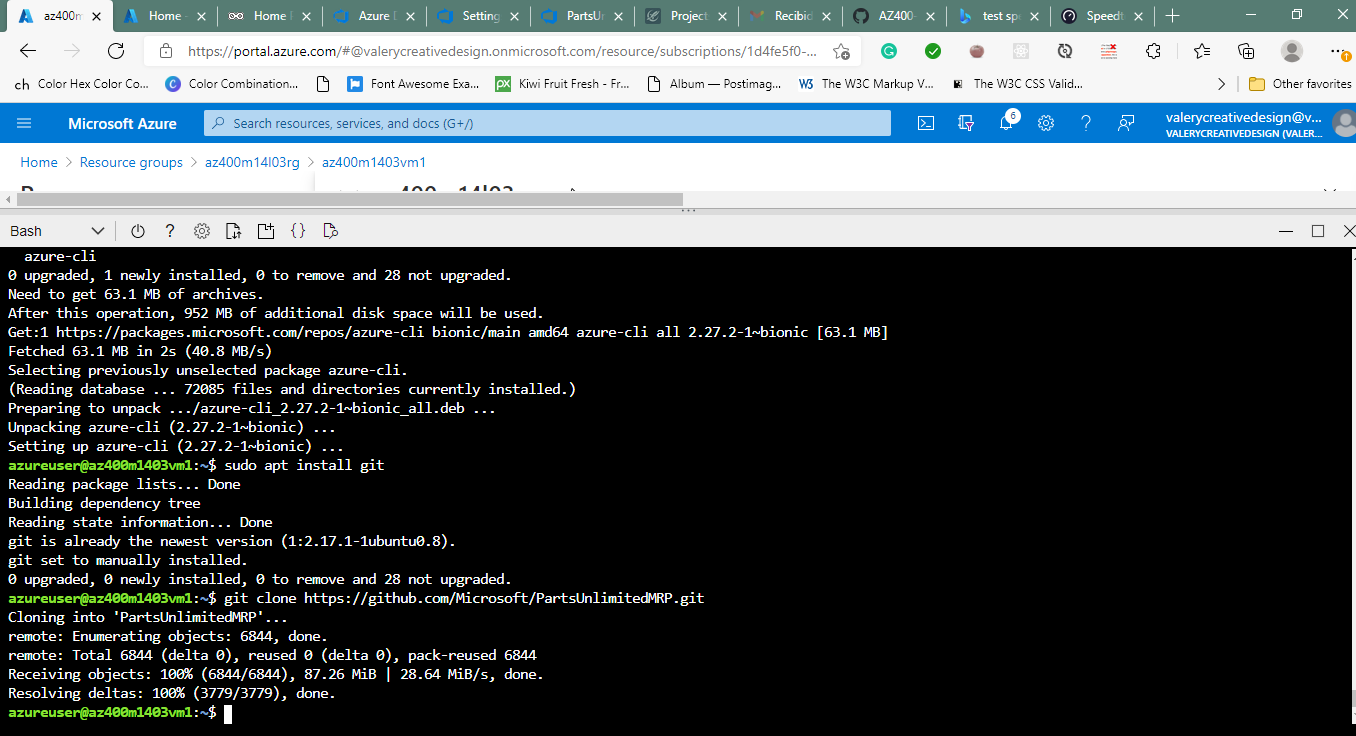 az400m
Home -
Home
Azure
Setting
PartsUn
Project
Recibid
AZ400-
test sp
Speedt
https://portal.azure.com/#@valerycreativedesign.onmicrosoft.com/resource/subscriptions/1d4fe5f0-...
ch Color Hex Color Co...
C Color Combination...
Font Awesome Exa...
px Kiwi Fruit Fresh - Fr...
Album — Postimag...
W3 The W3C Markup V...
The W3C CSS Valid...
Other favorites
Microsoft Azure
Search resources, services, and docs (G+/)
6
valerycreativedesign@v...
VALERYCREATIVEDESIGN (VALER...
Home > Resource groups > az400m14l03rg > az400m1403vm1
Bash
azure-cli
0 upgraded, 1 newly installed, 0 to remove and 28 not upgraded.
Need to get 63.1 MB of archives.
After this operation, 952 MB of additional disk space will be used.
Get:1 https://packages.microsoft.com/repos/azure-cli bionic/main amd64 azure-cli all 2.27.2-1~bionic [63.1 MB]
Fetched 63.1 MB in 2s (40.8 MB/s)
Selecting previously unselected package azure-cli.
(Reading database ... 72085 files and directories currently installed.)
Preparing to unpack .../azure-cli_2.27.2-1~bionic_all.deb ...
Unpacking azure-cli (2.27.2-1~bionic) ...
Setting up azure-cli (2.27.2-1~bionic) ...
azureuser@az400m1403vm1:~$ sudo apt install git
Reading package lists... Done
Building dependency tree
Reading state information... Done
git is already the newest version (1:2.17.1-1ubuntu0.8).
git set to manually installed.
0 upgraded, 0 newly installed, 0 to remove and 28 not upgraded.
azureuser@az400m1403vm1:~$ git clone https://github.com/Microsoft/PartsUnlimitedMRP.git
Cloning into 'PartsUnlimitedMRP'...
remote: Enumerating objects: 6844, done.
remote: Total 6844 (delta 0), reused 0 (delta 0), pack-reused 6844
Receiving objects: 100% (6844/6844), 87.26 MiB | 28.64 MiB/s, done.
Resolving deltas: 100% (3779/3779), done.
azureuser@az400m1403vm1:~$